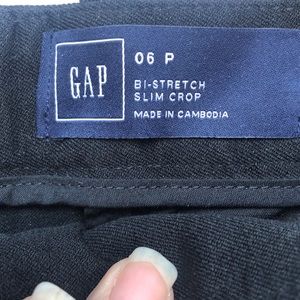 GAP
06 P
BI-STRETCH
SLIM CROP
MADE IN CAMBODIA